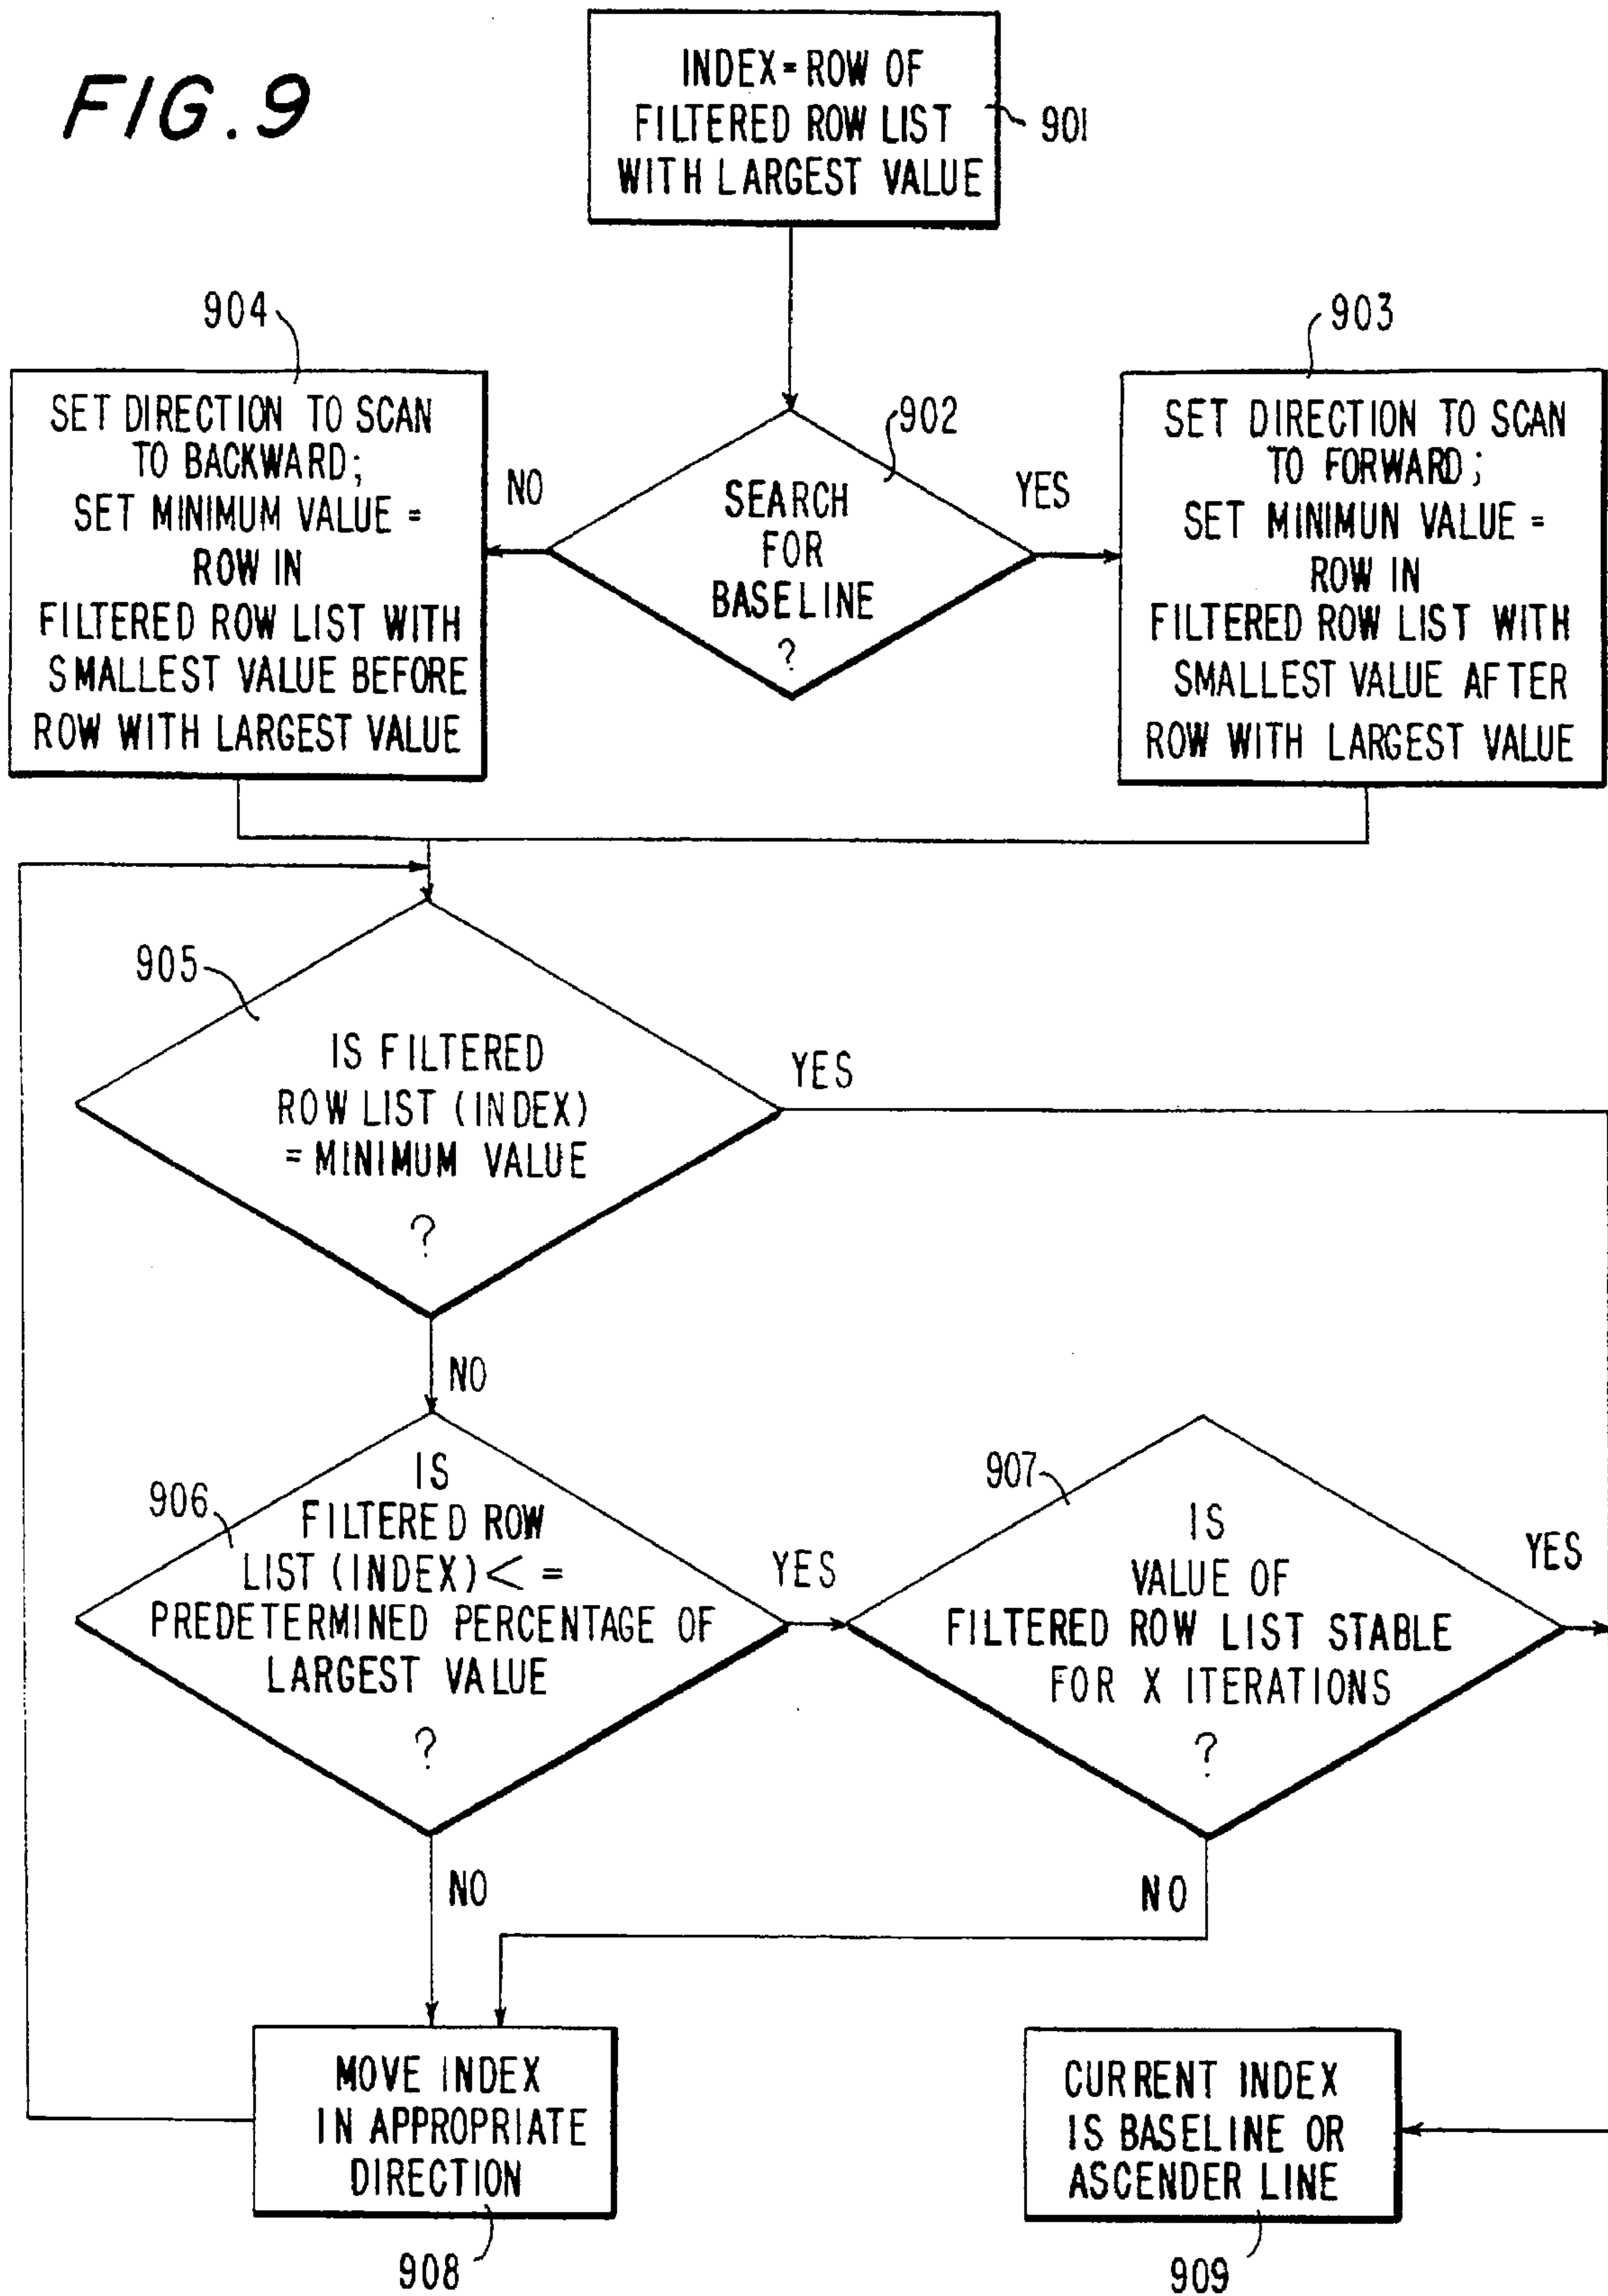 FIG. 9
INDEX = ROW OF
FILTERED ROW LIST
WITH LARGEST VALUE
901
904
SET DIRECTION TO SCAN
TO BACKWARD;
SET MINIMUM VALUE =
ROW IN
FILTERED ROW LIST WITH
SMALLEST VALUE BEFORE
ROW WITH LARGEST VALUE
NO
902
SEARCH
FOR
BASELINE
?
YES
903
SET DIRECTION TO SCAN
TO FORWARD;
SET MINIMUN VALUE =
ROW IN
FILTERED ROW LIST WITH
SMALLEST VALUE AFTER
ROW WITH LARGEST VALUE
905
IS FILTERED
ROW LIST (INDEX)
= MINIMUM VALUE
?
YES
NO
906
IS
FILTERED ROW
LIST (INDEX) < =
PREDETERMINED PERCENTAGE OF
LARGEST VALUE
?
YES
NO
907
IS
VALUE OF
FILTERED ROW LIST STABLE
FOR X ITERATIONS
?
YES
NO
MOVE INDEX
IN APPROPRIATE
DIRECTION
908
CURRENT INDEX
IS BASELINE OR
ASCENDER LINE
909